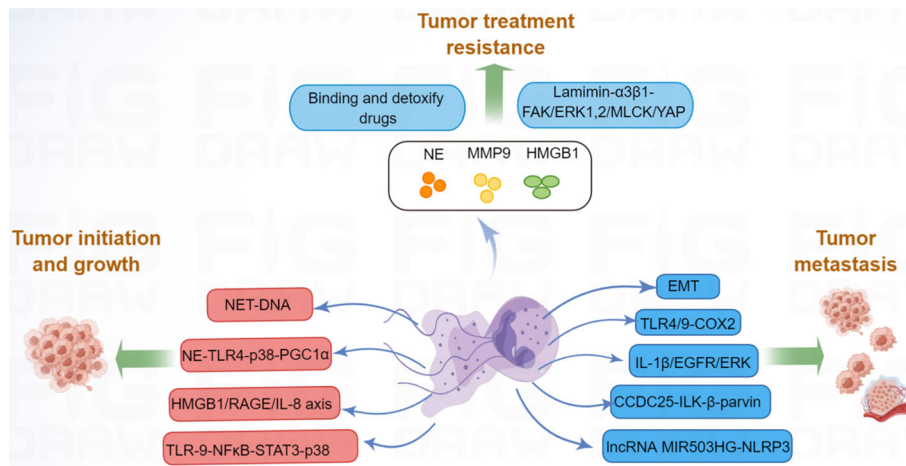 Tumor treatment
resistance
Binding and detoxify
drugs
Lamimin-α3β1-
FAK/ERK1,2/MLCK/YAP
NE MMP9 HMGB1
Tumor initiation
and growth
Tumor
metastasis
NET-DNA
NE-TLR4-p38-PGC1α
HMGB1/RAGE/IL-8 axis
TLR-9-NFκB-STAT3-p38
EMT
TLR4/9-COX2
IL-1β/EGFR/ERK
CCDC25-ILK-β-parvin
lncRNA MIR503HG-NLRP3
FIG
DRAW